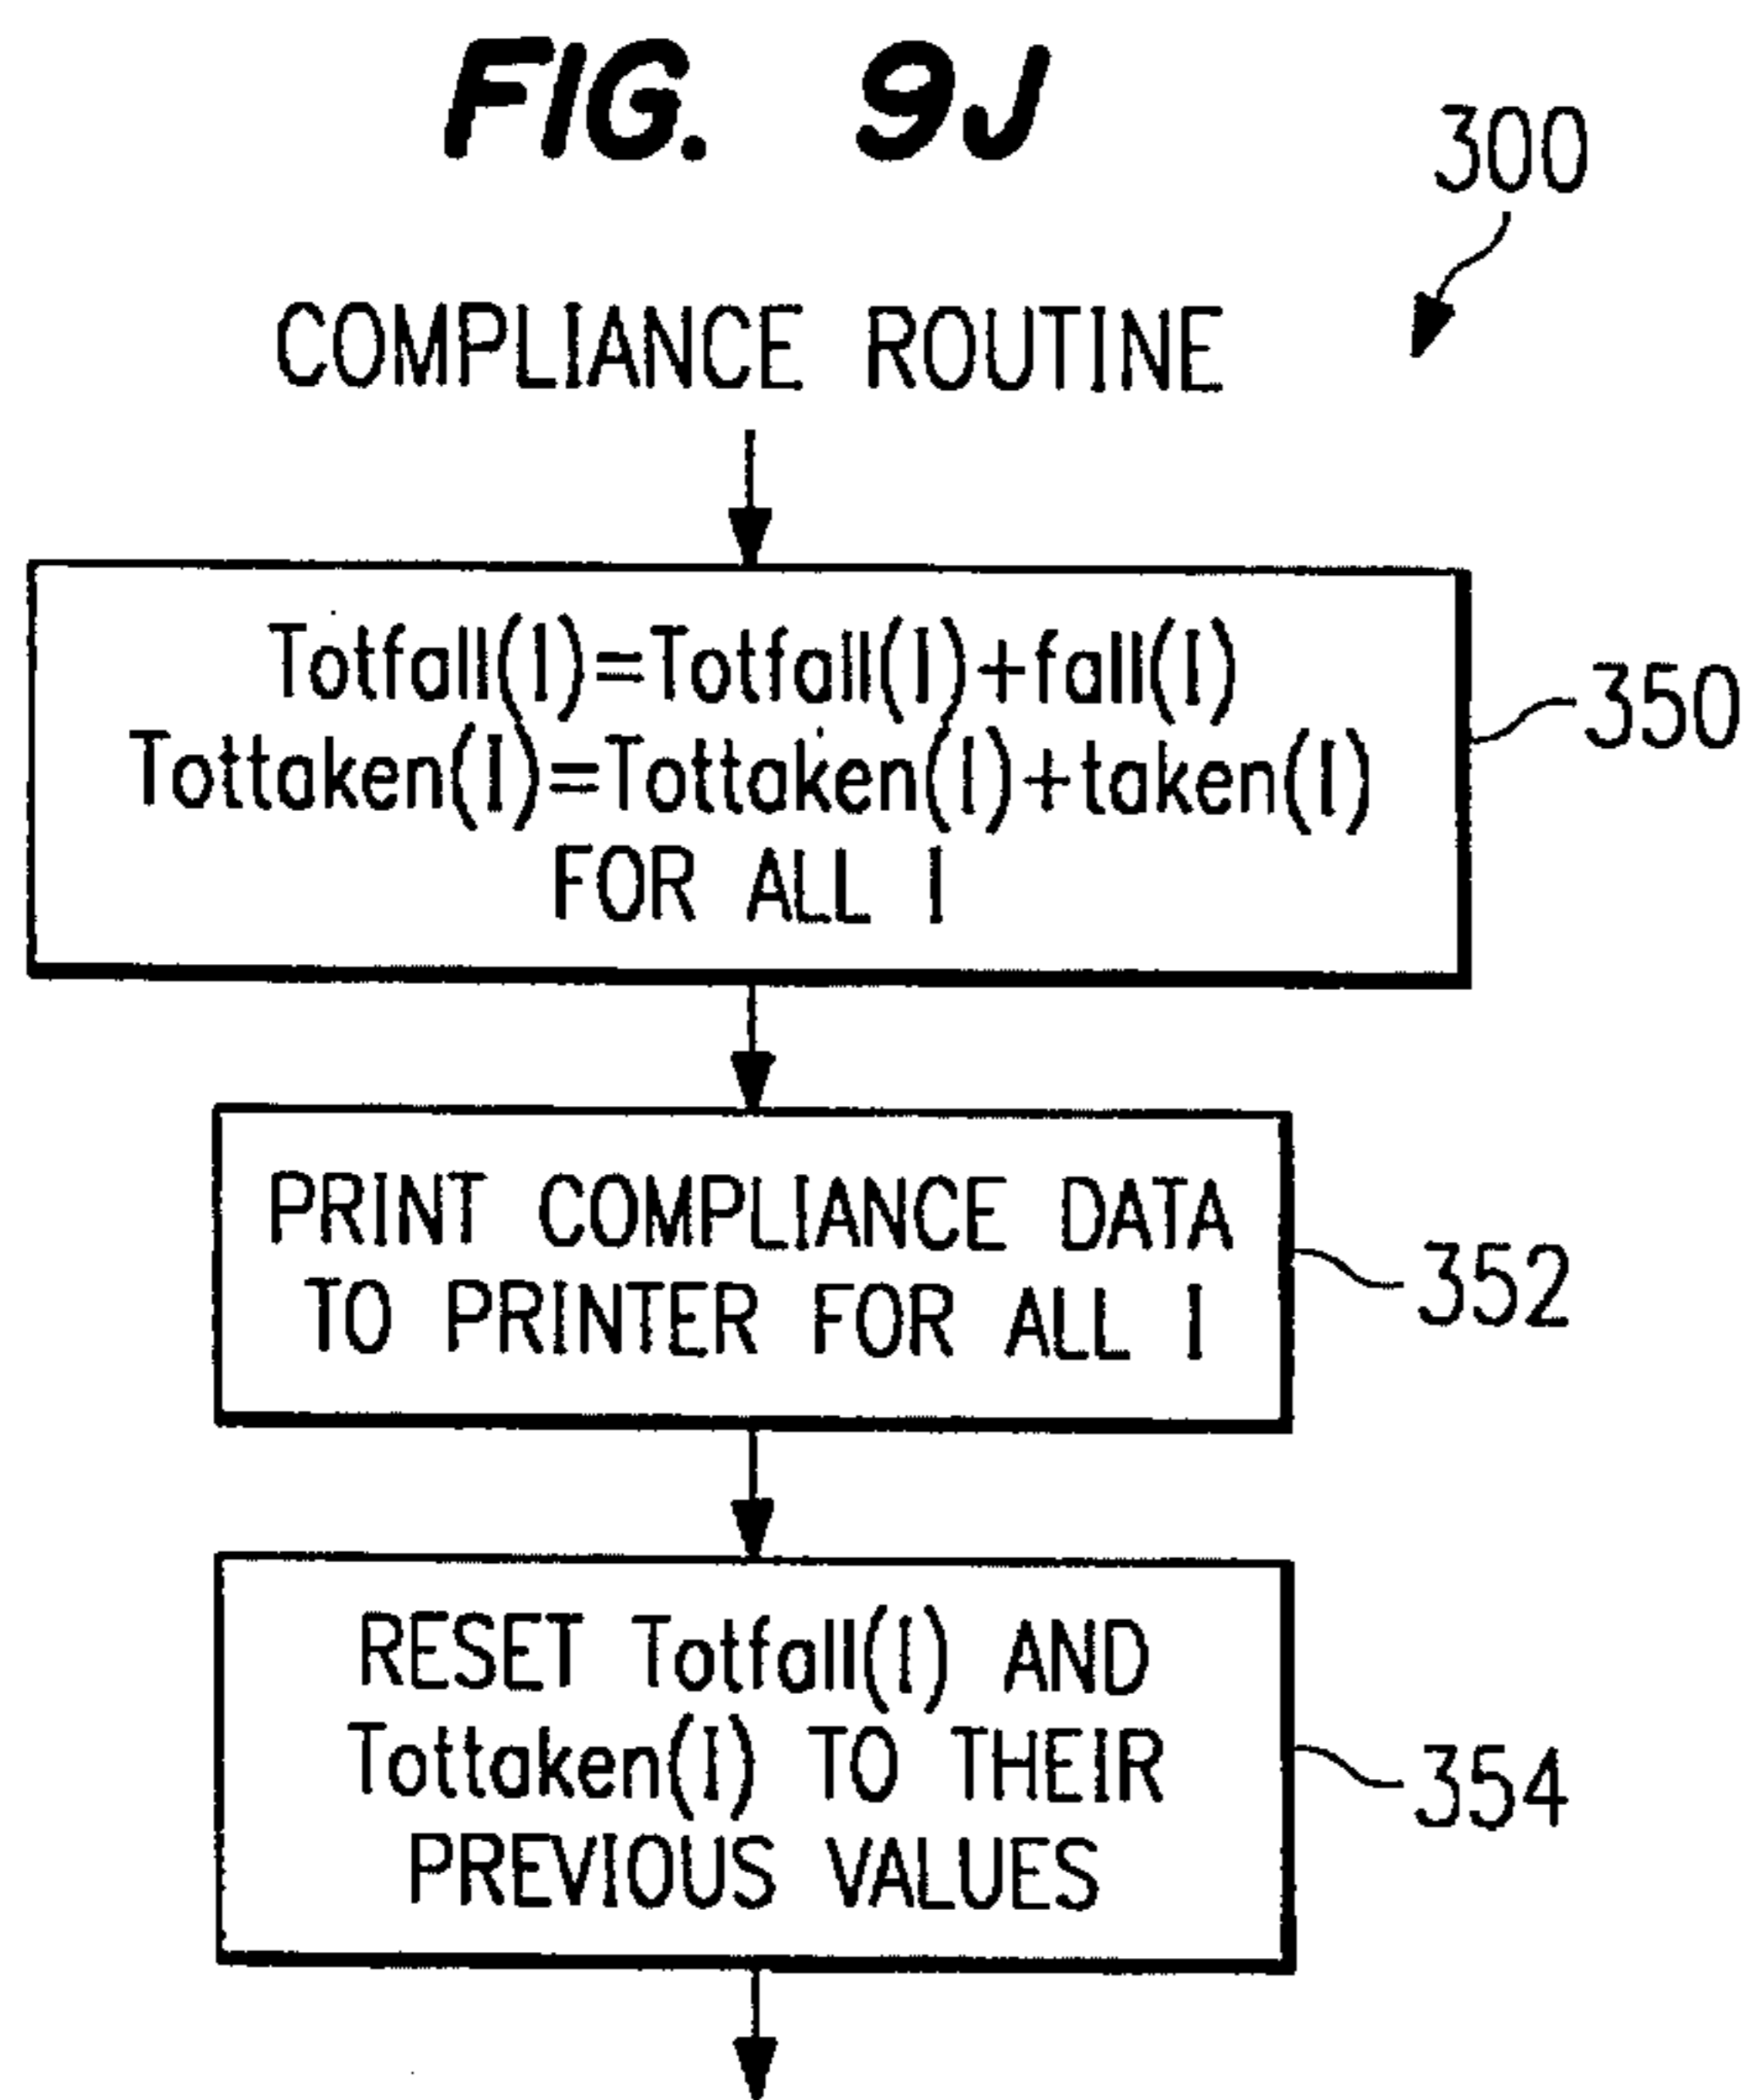 FIG. 9J
300
COMPLIANCE ROUTINE
Totfall(I)=Totfall(I)+fall(I)
Tottaken(I)=Tottaken(I)+taken(I)
FOR ALL I
350
PRINT COMPLIANCE DATA
TO PRINTER FOR ALL I
352
RESET Totfall(I) AND
Tottaken(I) TO THEIR
PREVIOUS VALUES
354